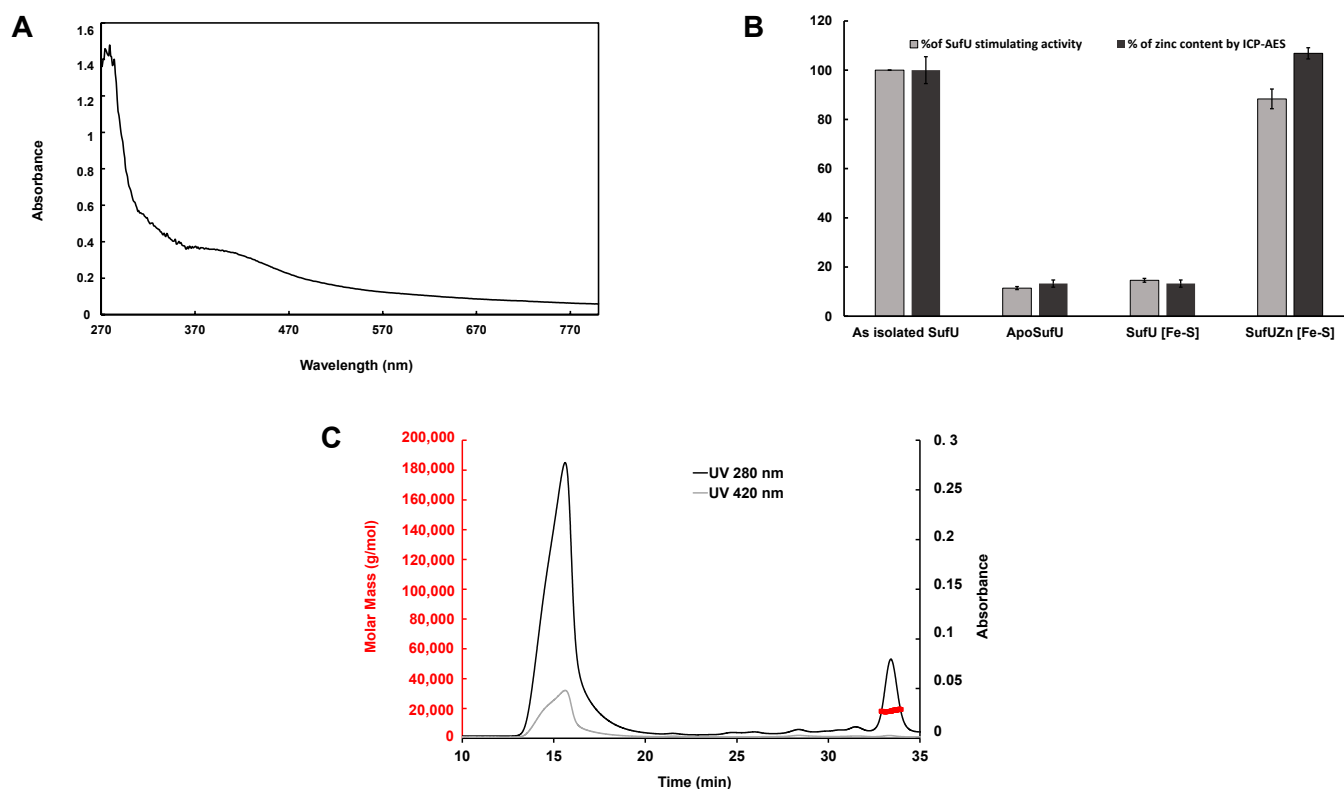 A
1.6
1.4
1.2
1
0.8
0.6
0.4
0.2
0
270 370 470 570 670 770
Absorbance
Wavelength (nm)
B
%of SufU stimulating activity % of zinc content by ICP-AES
120
100
80
60
40
20
0
As isolated SufU ApoSufU SufU [Fe-S] SufUZn [Fe-S]
C
200,000
180,000
160,000
140,000
120,000
100,000
80,000
60,000
40,000
20,000
0
Molar Mass (g/mol)
UV 280 nm
UV 420 nm
0. 3
0.25
0.2
0.1
0.05
0
Absorbance
10 15 20 25 30 35
Time (min)